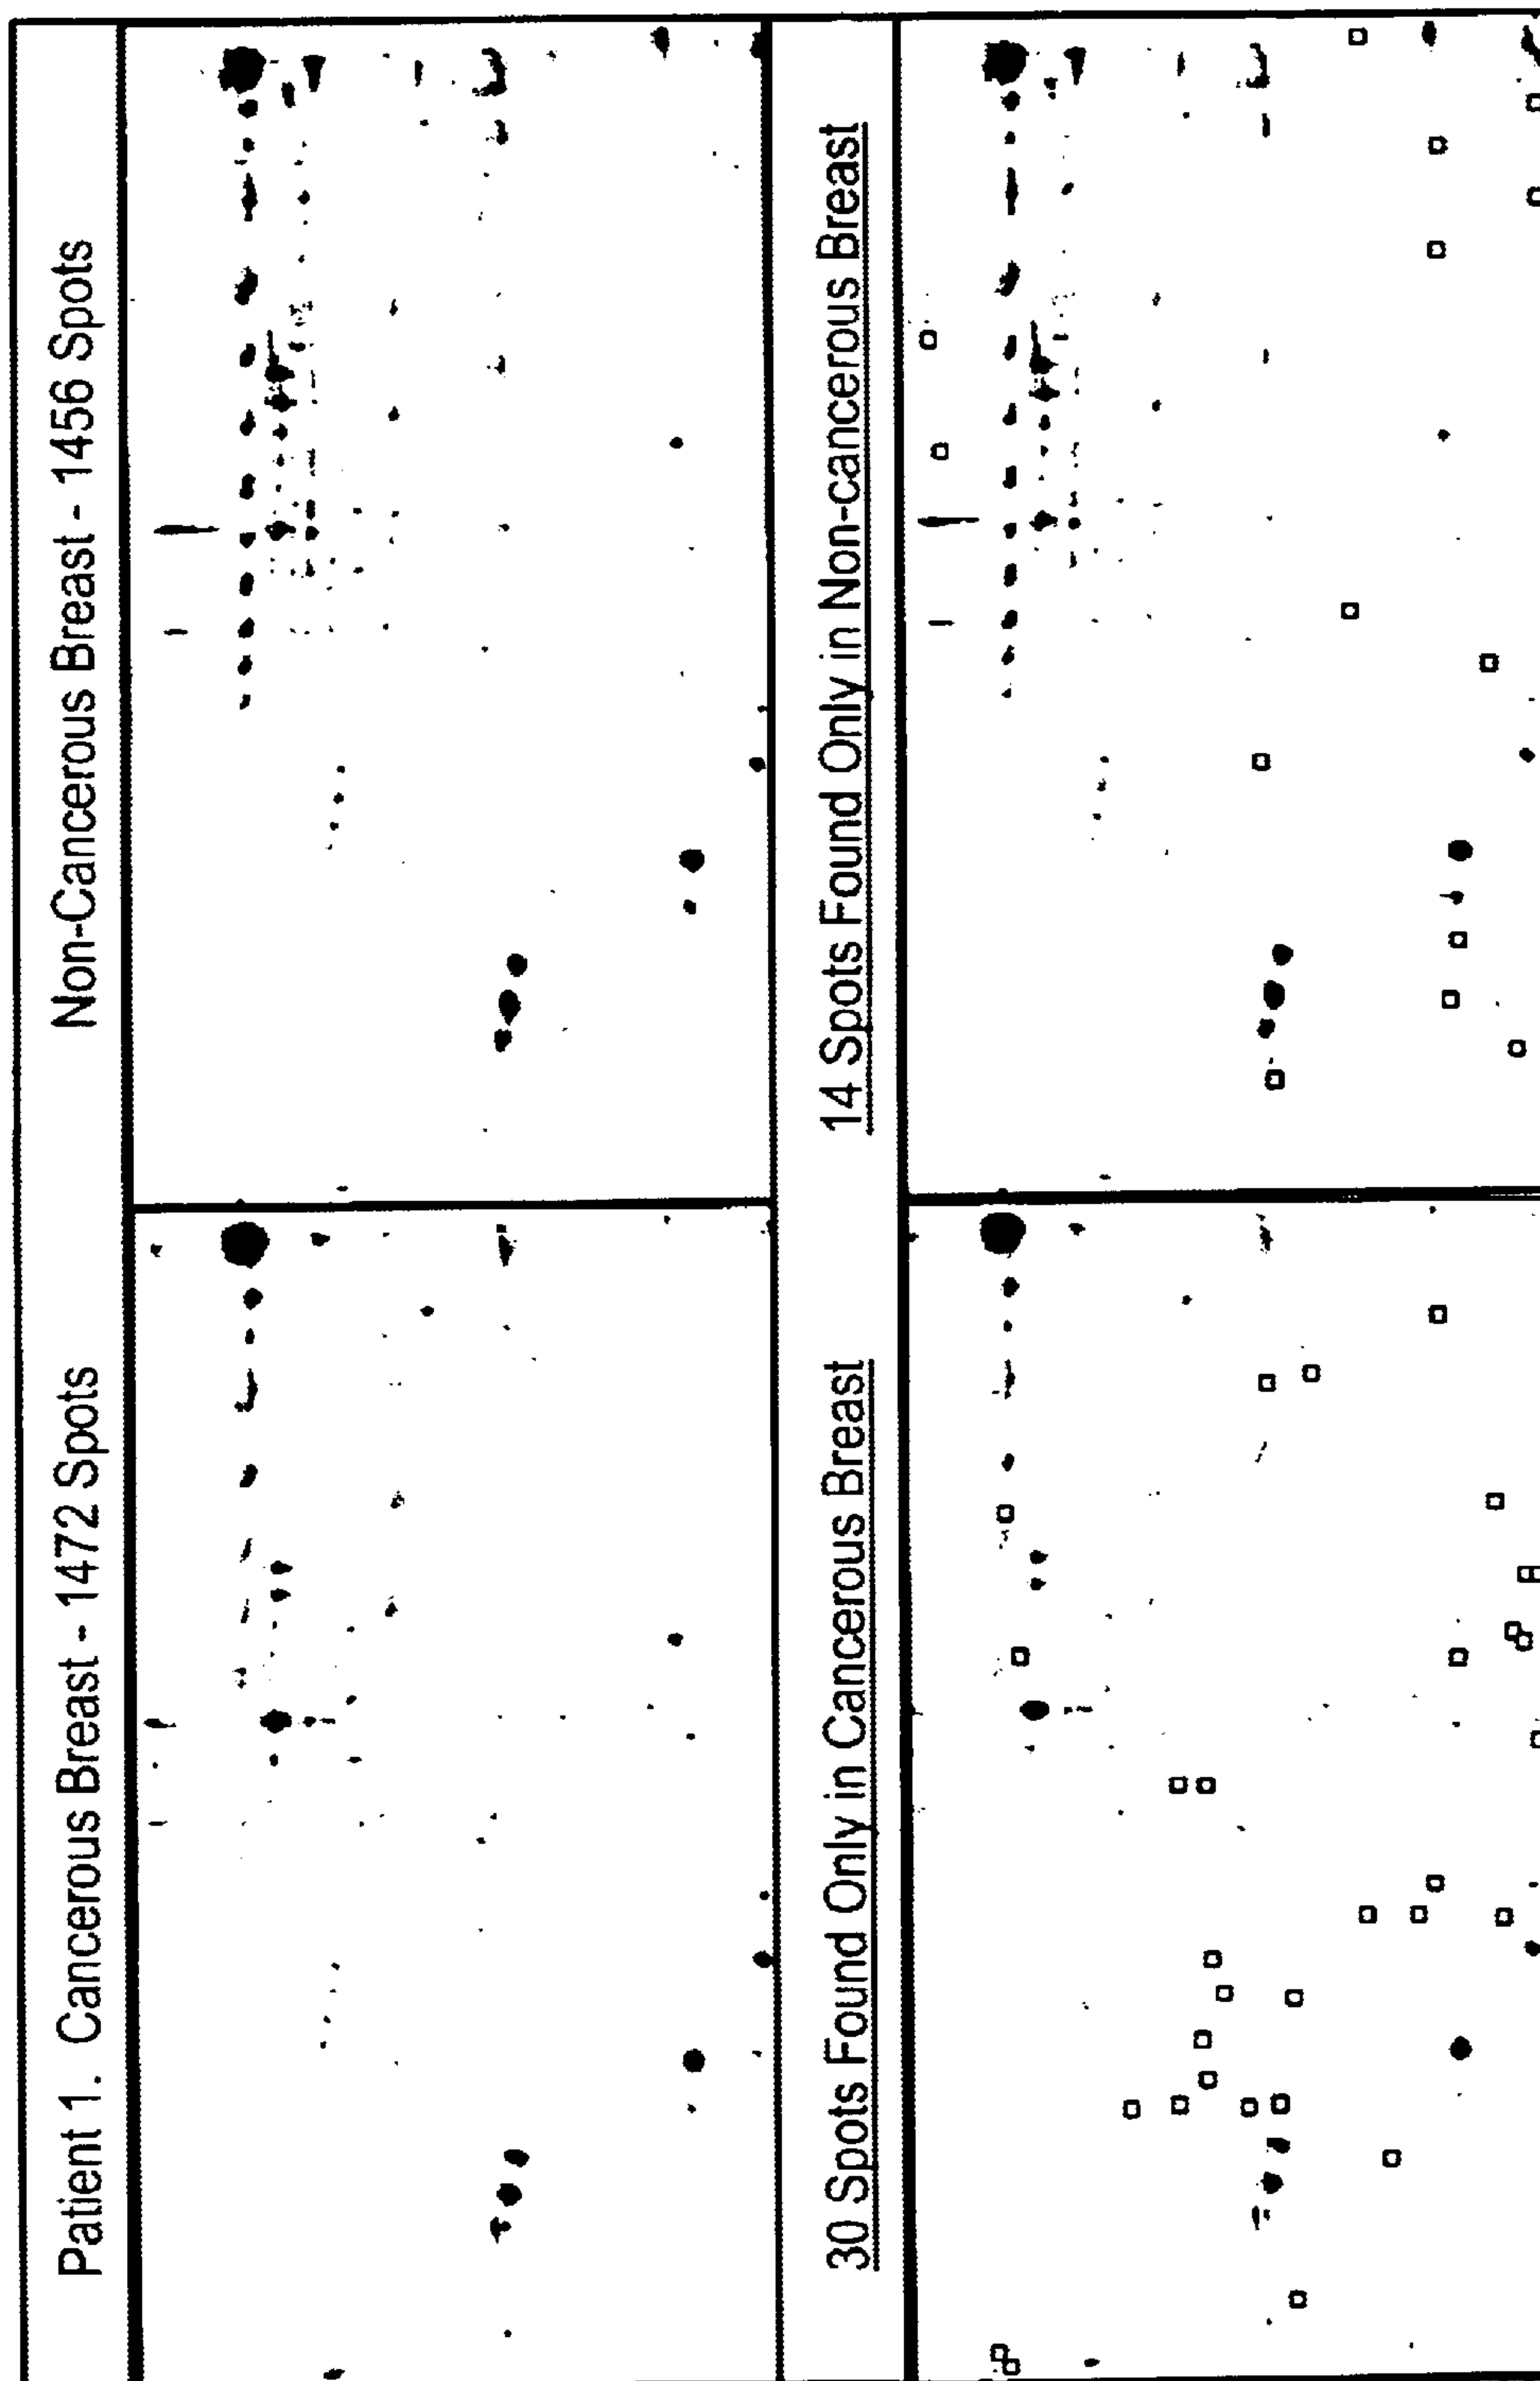 Patient 1. Cancerous Breast - 1472 Spots
Non-Cancerous Breast - 1456 Spots
30 Spots Found Only in Cancerous Breast
14 Spots Found Only in Non-cancerous Breast